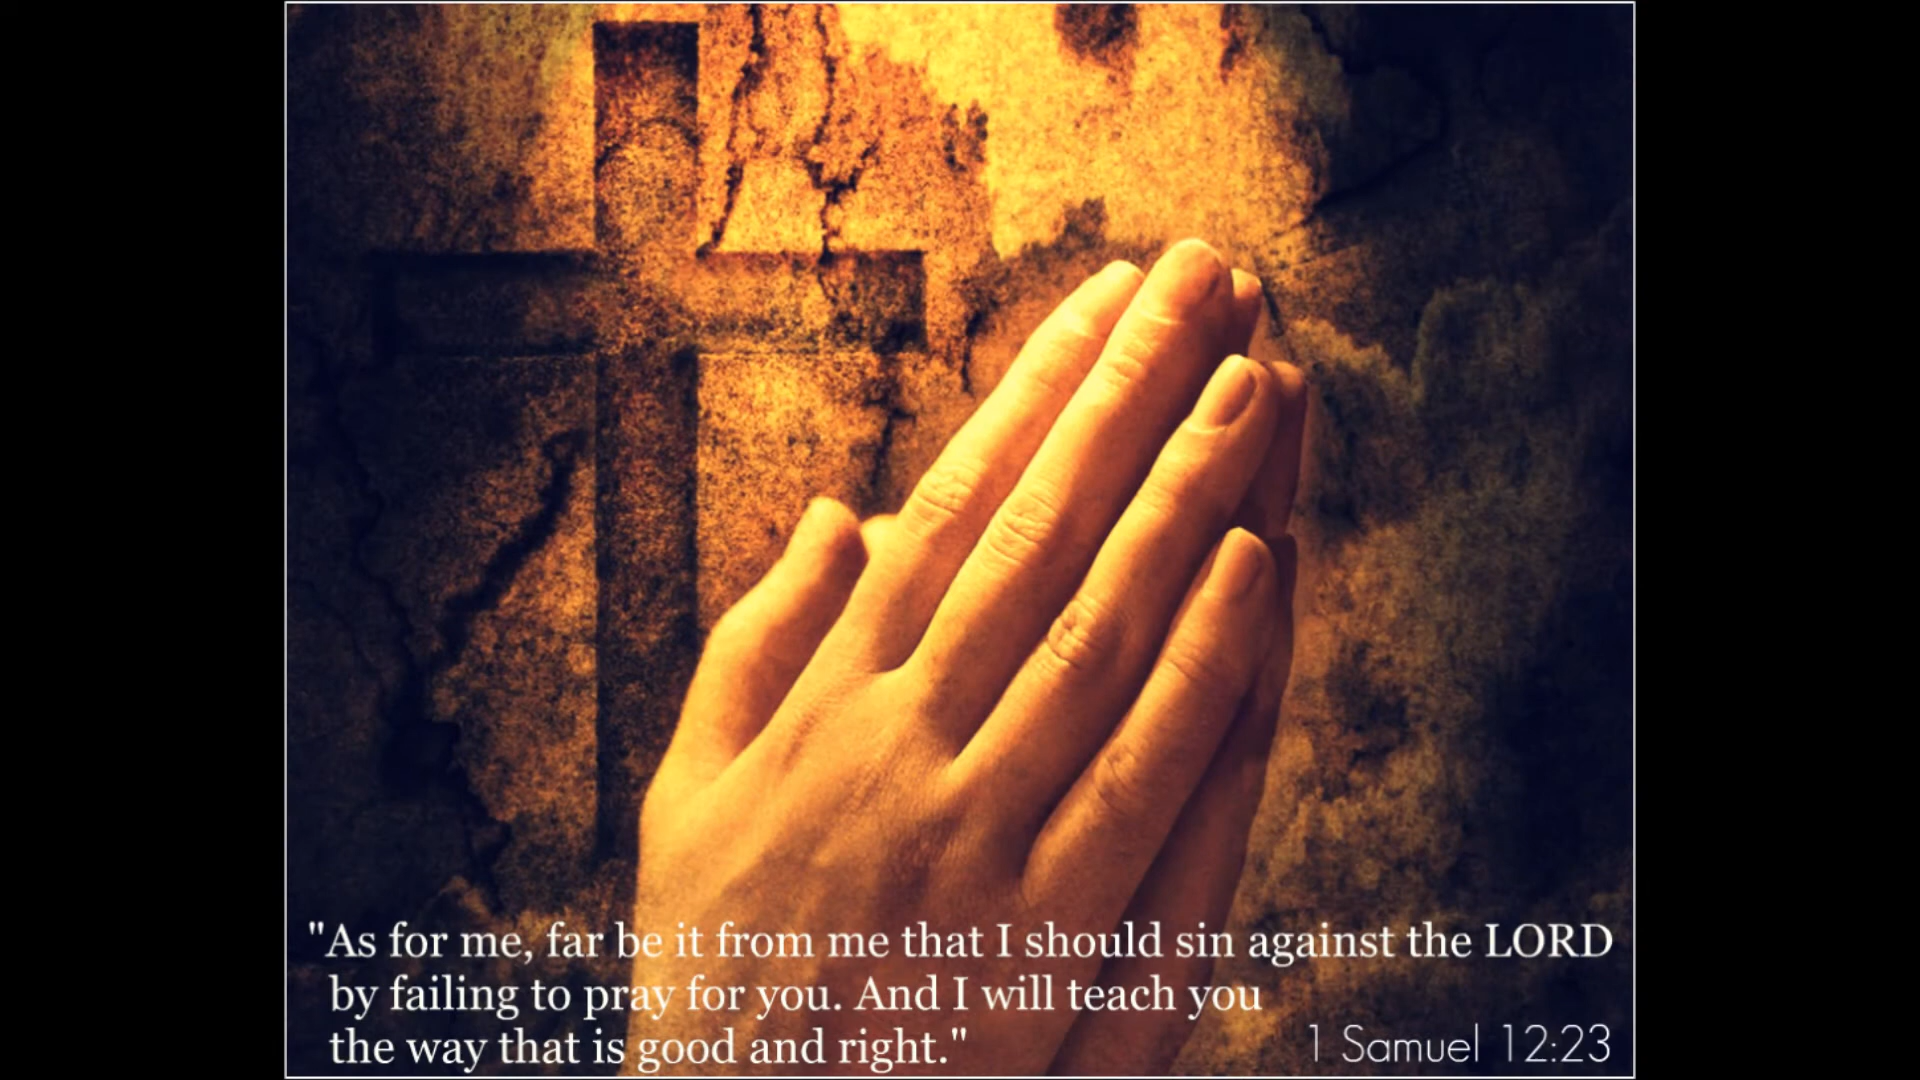 "As for me, far be it from me that I should sin against the LORD
by failing to pray for you. And I will teach you
the way that is good and right."
1 Samuel 12:23